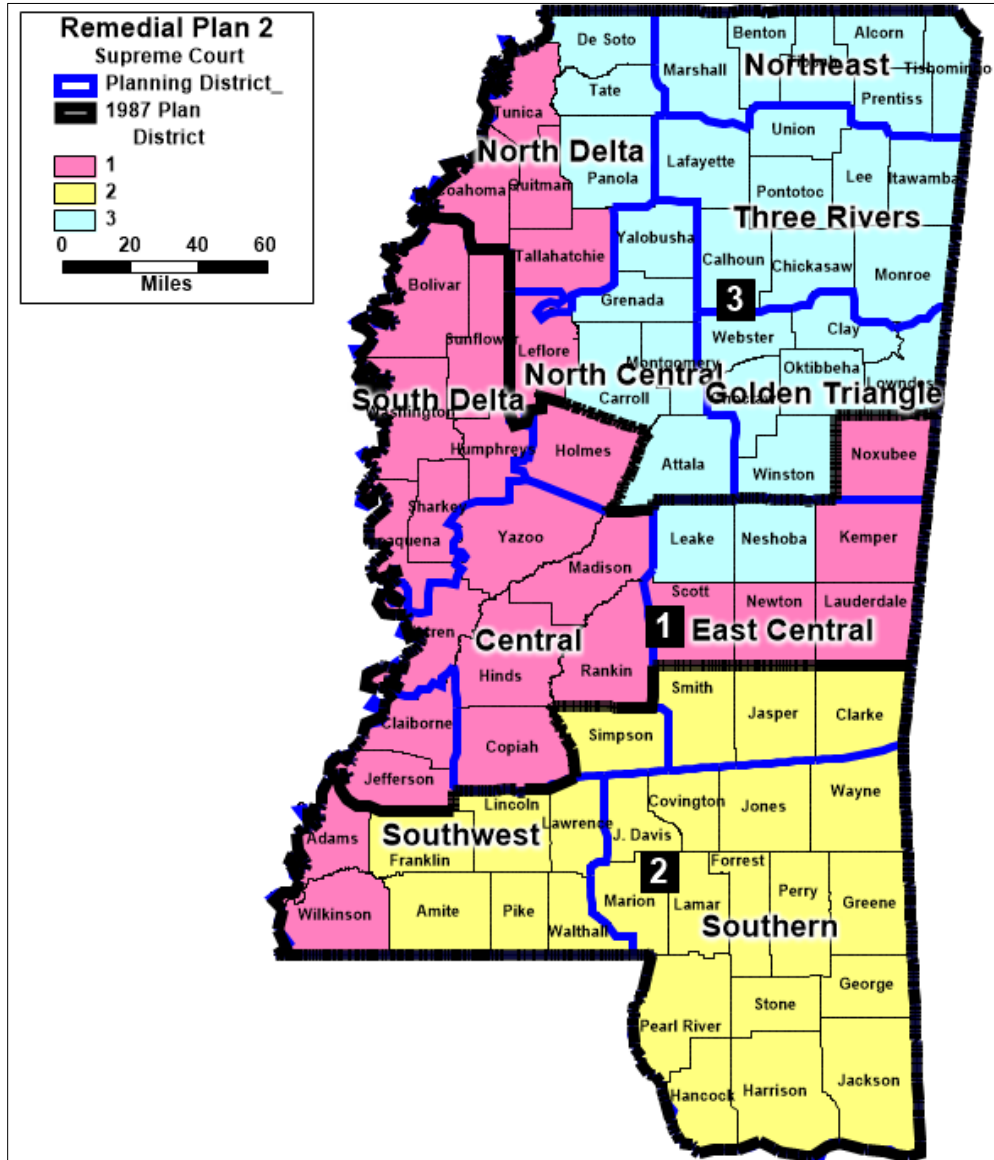 Remedial Plan 2
Supreme Court
Planning District_
1987 Plan
District
1
2
3
0 20 40 60
Miles
De Soto
Benton
Alcorn
Marshall
Northeast
Tate
Prentiss
Tunica
Union
North Delta
Lafayette
Panola
Quitman
Lee
Itawamba
Pontotoc
Three Rivers
Yalobusha
Tallahatchie
Calhoun
Chickasaw
Monroe
Bolivar
Grenada
3
Webster
Clay
Sunflower
Leflore
Montgomery
Oktibbeha
North Central
Golden Triangle
Lowndes
South Delta
Carroll
Washington
Humphreys
Holmes
Noxubee
Attala
Winston
Sharkey
Yazoo
Leake
Neshoba
Kemper
Madison
Scott
Newton
Lauderdale
1
East Central
Central
Rankin
Hinds
Smith
Claiborne
Jasper
Clarke
Simpson
Copiah
Jefferson
Wayne
Lincoln
Covington
Jones
Lawrence
Adams
Southwest
J. Davis
Franklin
Forrest
2
Perry
Marion
Lamar
Greene
Wilkinson
Amite
Pike
Southern
Walthall
George
Stone
Pearl River
Jackson
Hancock
Harrison